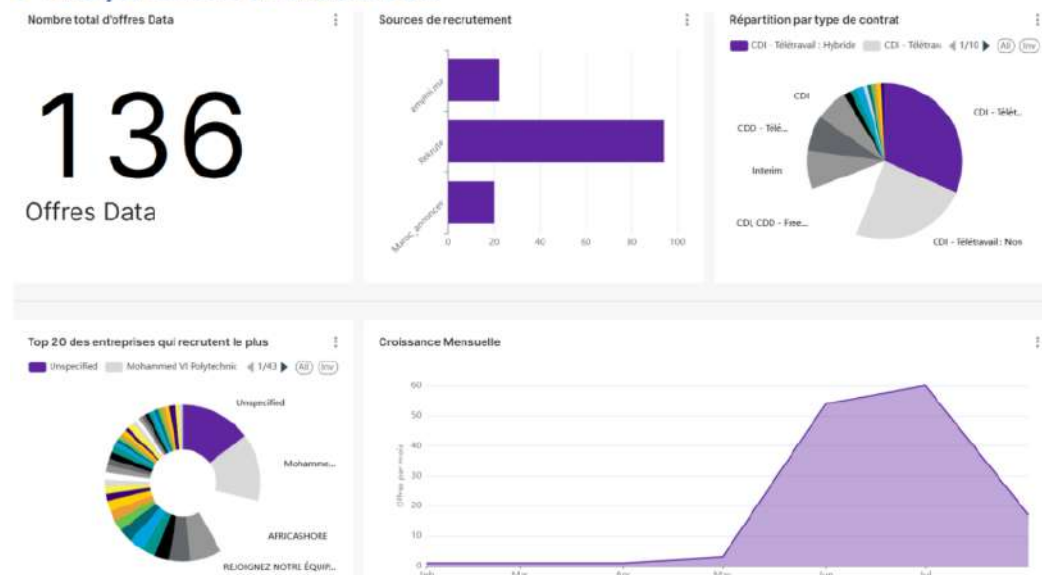 Nombre total d'offres Data
136
Offres Data
Sources de recrutement
Rekrute
Maroc_annonces
0 20 40 60 80 100
Répartition par type de contrat
CDI - Télétravail : Hybride CDI - Télétrav 1/10 All Inv
CDI
CDI - Télét...
CDD - Télé...
Interim
CDI, CDD - Free...
CDI - Télétravail : Non
Top 20 des entreprises qui recrutent le plus
Unspecified Mohammed VI Polytechnic 1/43 All Inv
Unspecified
Mohamme...
AFRICASHORE
REJOIGNEZ NOTRE ÉQUIP...
Croissance Mensuelle
Offres par mois
60
50
40
30
20
10
0
Feb Mar Apr May Jun Jul